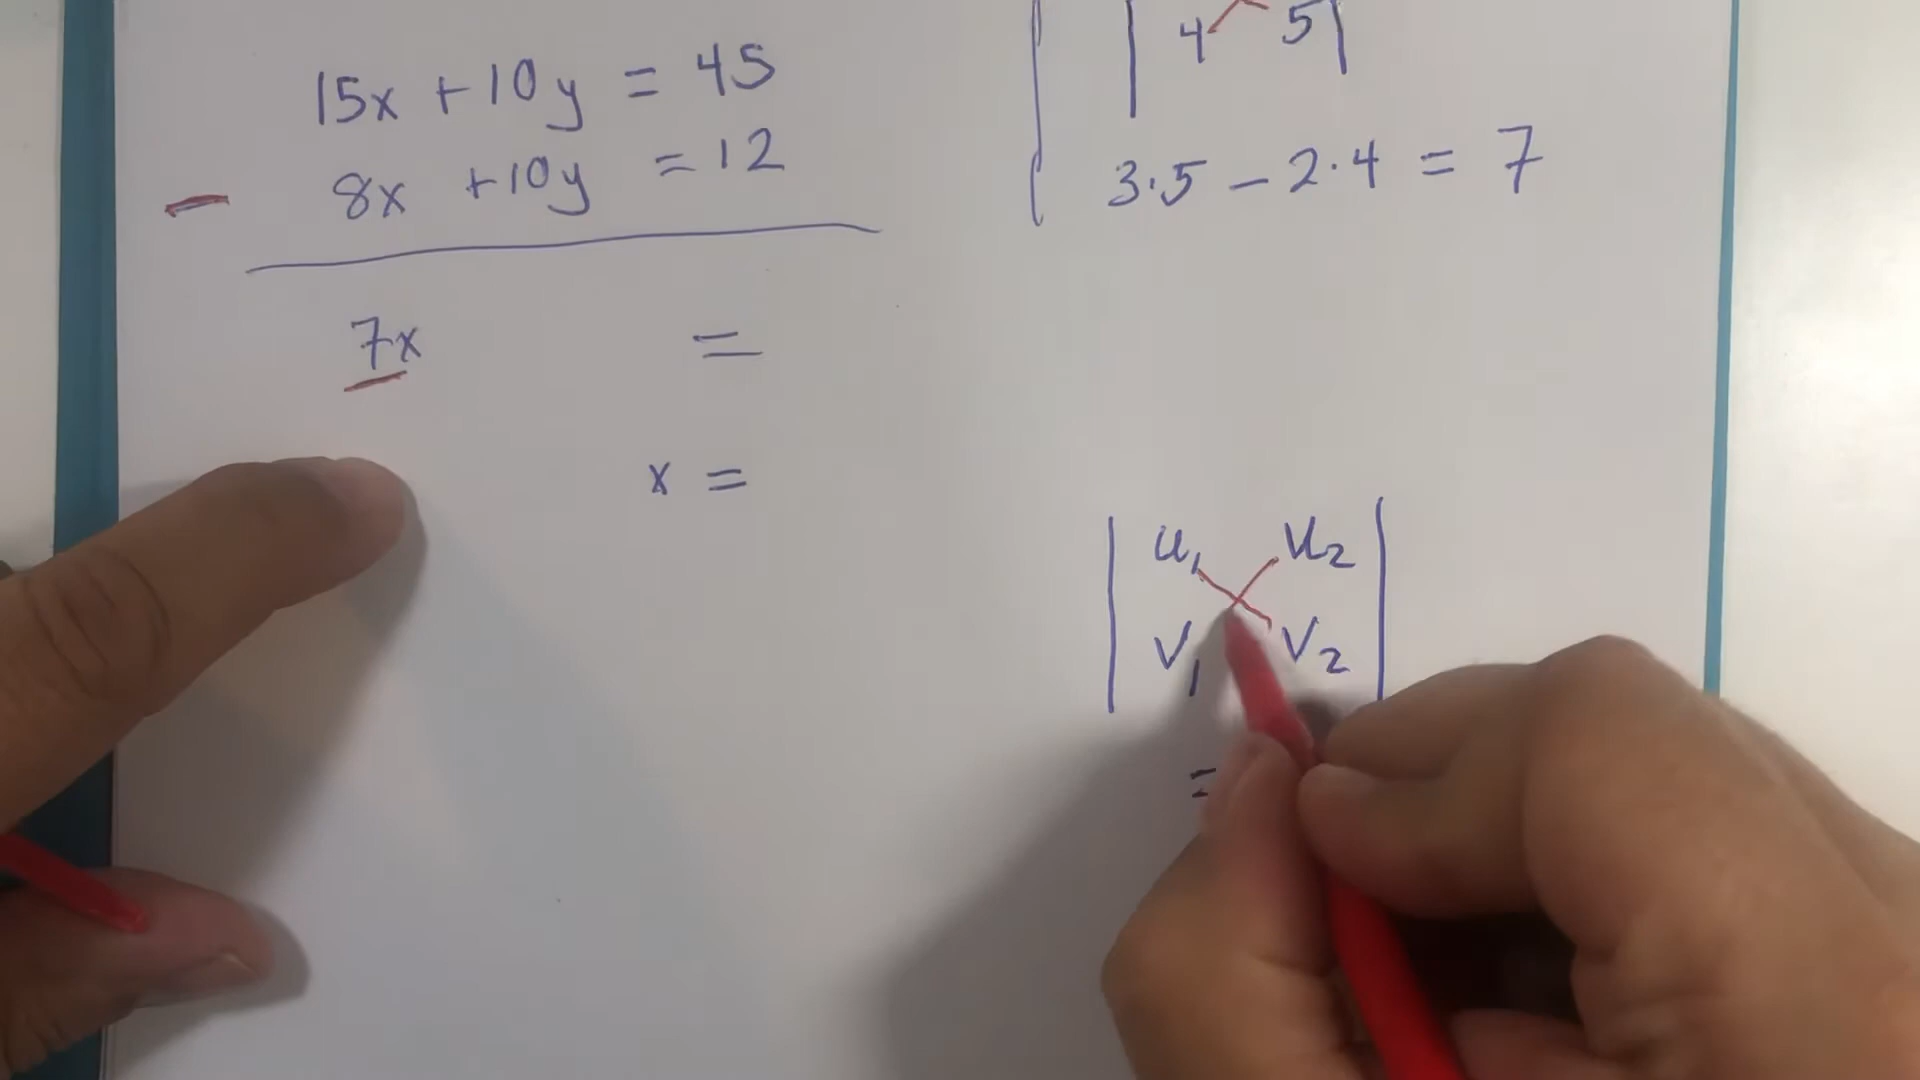 15x + 10y = 45
8x + 10y = 12
−
7x =
x =
4 5
3·5 − 2·4 = 7
u₁ u₂
v₁ v₂
=